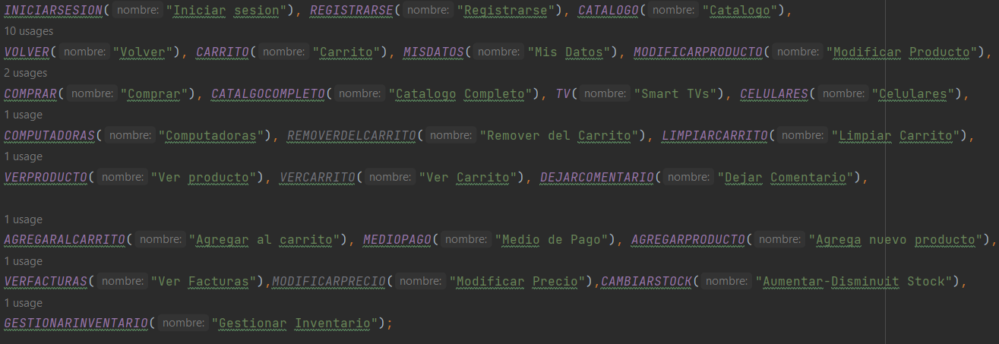 INICIARSESION( nombre: "Iniciar sesion"), REGISTRARSE( nombre: "Registrarse"), CATALOGO( nombre: "Catalogo"),
10 usages
VOLVER( nombre: "Volver"), CARRITO( nombre: "Carrito"), MISDATOS( nombre: "Mis Datos"), MODIFICARPRODUCTO( nombre: "Modificar Producto"),
2 usages
COMPRAR( nombre: "Comprar"), CATALGOCOMPLETO( nombre: "Catalogo Completo"), TV( nombre: "Smart TVs"), CELULARES( nombre: "Celulares"),
1 usage
COMPUTADORAS( nombre: "Computadoras"), REMOVERDELCARRITO( nombre: "Remover del Carrito"), LIMPIARCARRITO( nombre: "Limpiar Carrito"),
1 usage
VERPRODUCTO( nombre: "Ver producto"), VERCARRITO( nombre: "Ver Carrito"), DEJARCOMENTARIO( nombre: "Dejar Comentario"),
1 usage
AGREGARALCARRITO( nombre: "Agregar al carrito"), MEDIOPAGO( nombre: "Medio de Pago"), AGREGARPRODUCTO( nombre: "Agrega nuevo producto"),
1 usage
VERFACTURAS( nombre: "Ver Facturas"),MODIFICARPRECIO( nombre: "Modificar Precio"),CAMBIARSTOCK( nombre: "Aumentar-Disminuit Stock"),
1 usage
GESTIONARINVENTARIO( nombre: "Gestionar Inventario");